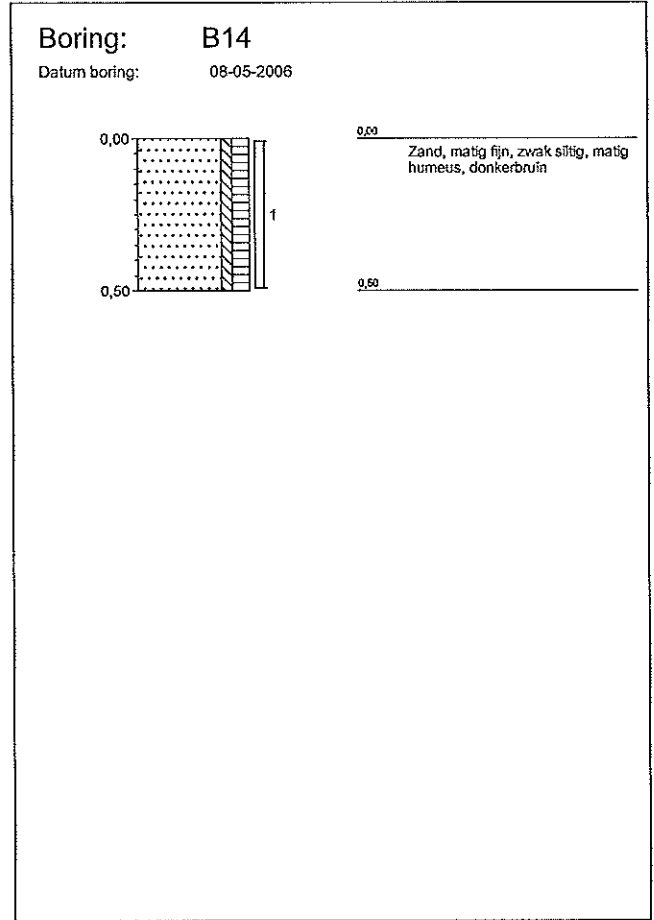 Boring: B14
Datum boring: 08-05-2006
0,00
0,50
1
0,00
Zand, matig fijn, zwak siltig, matig
humeus, donkerbruin
0,50